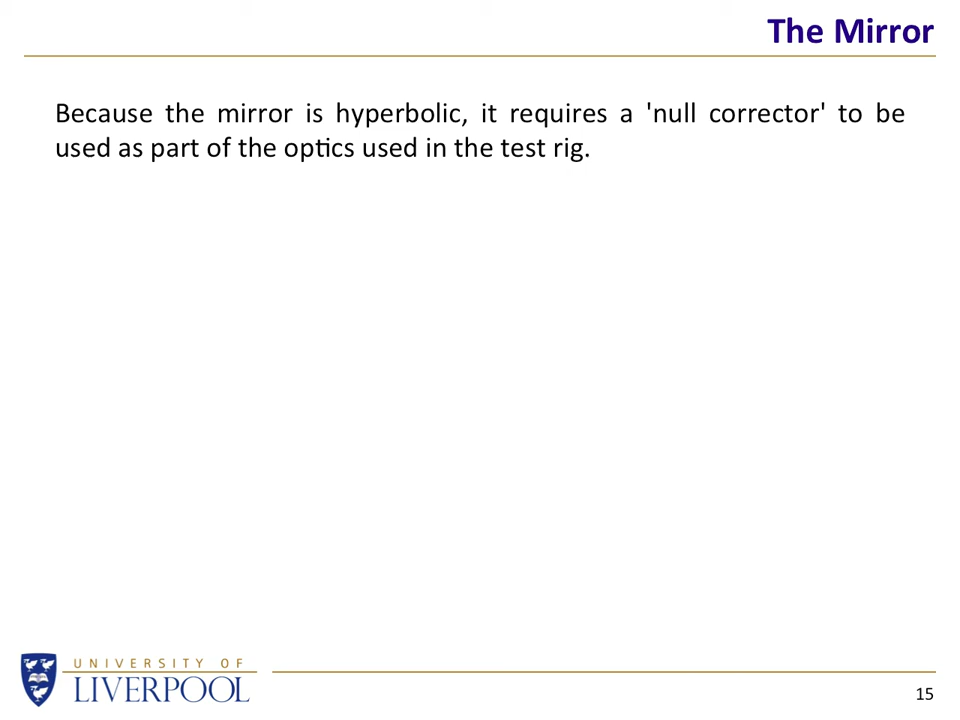 The Mirror
Because the mirror is hyperbolic, it requires a 'null corrector' to be
used as part of the optics used in the test rig.
UNIVERSITY OF
LIVERPOOL
15